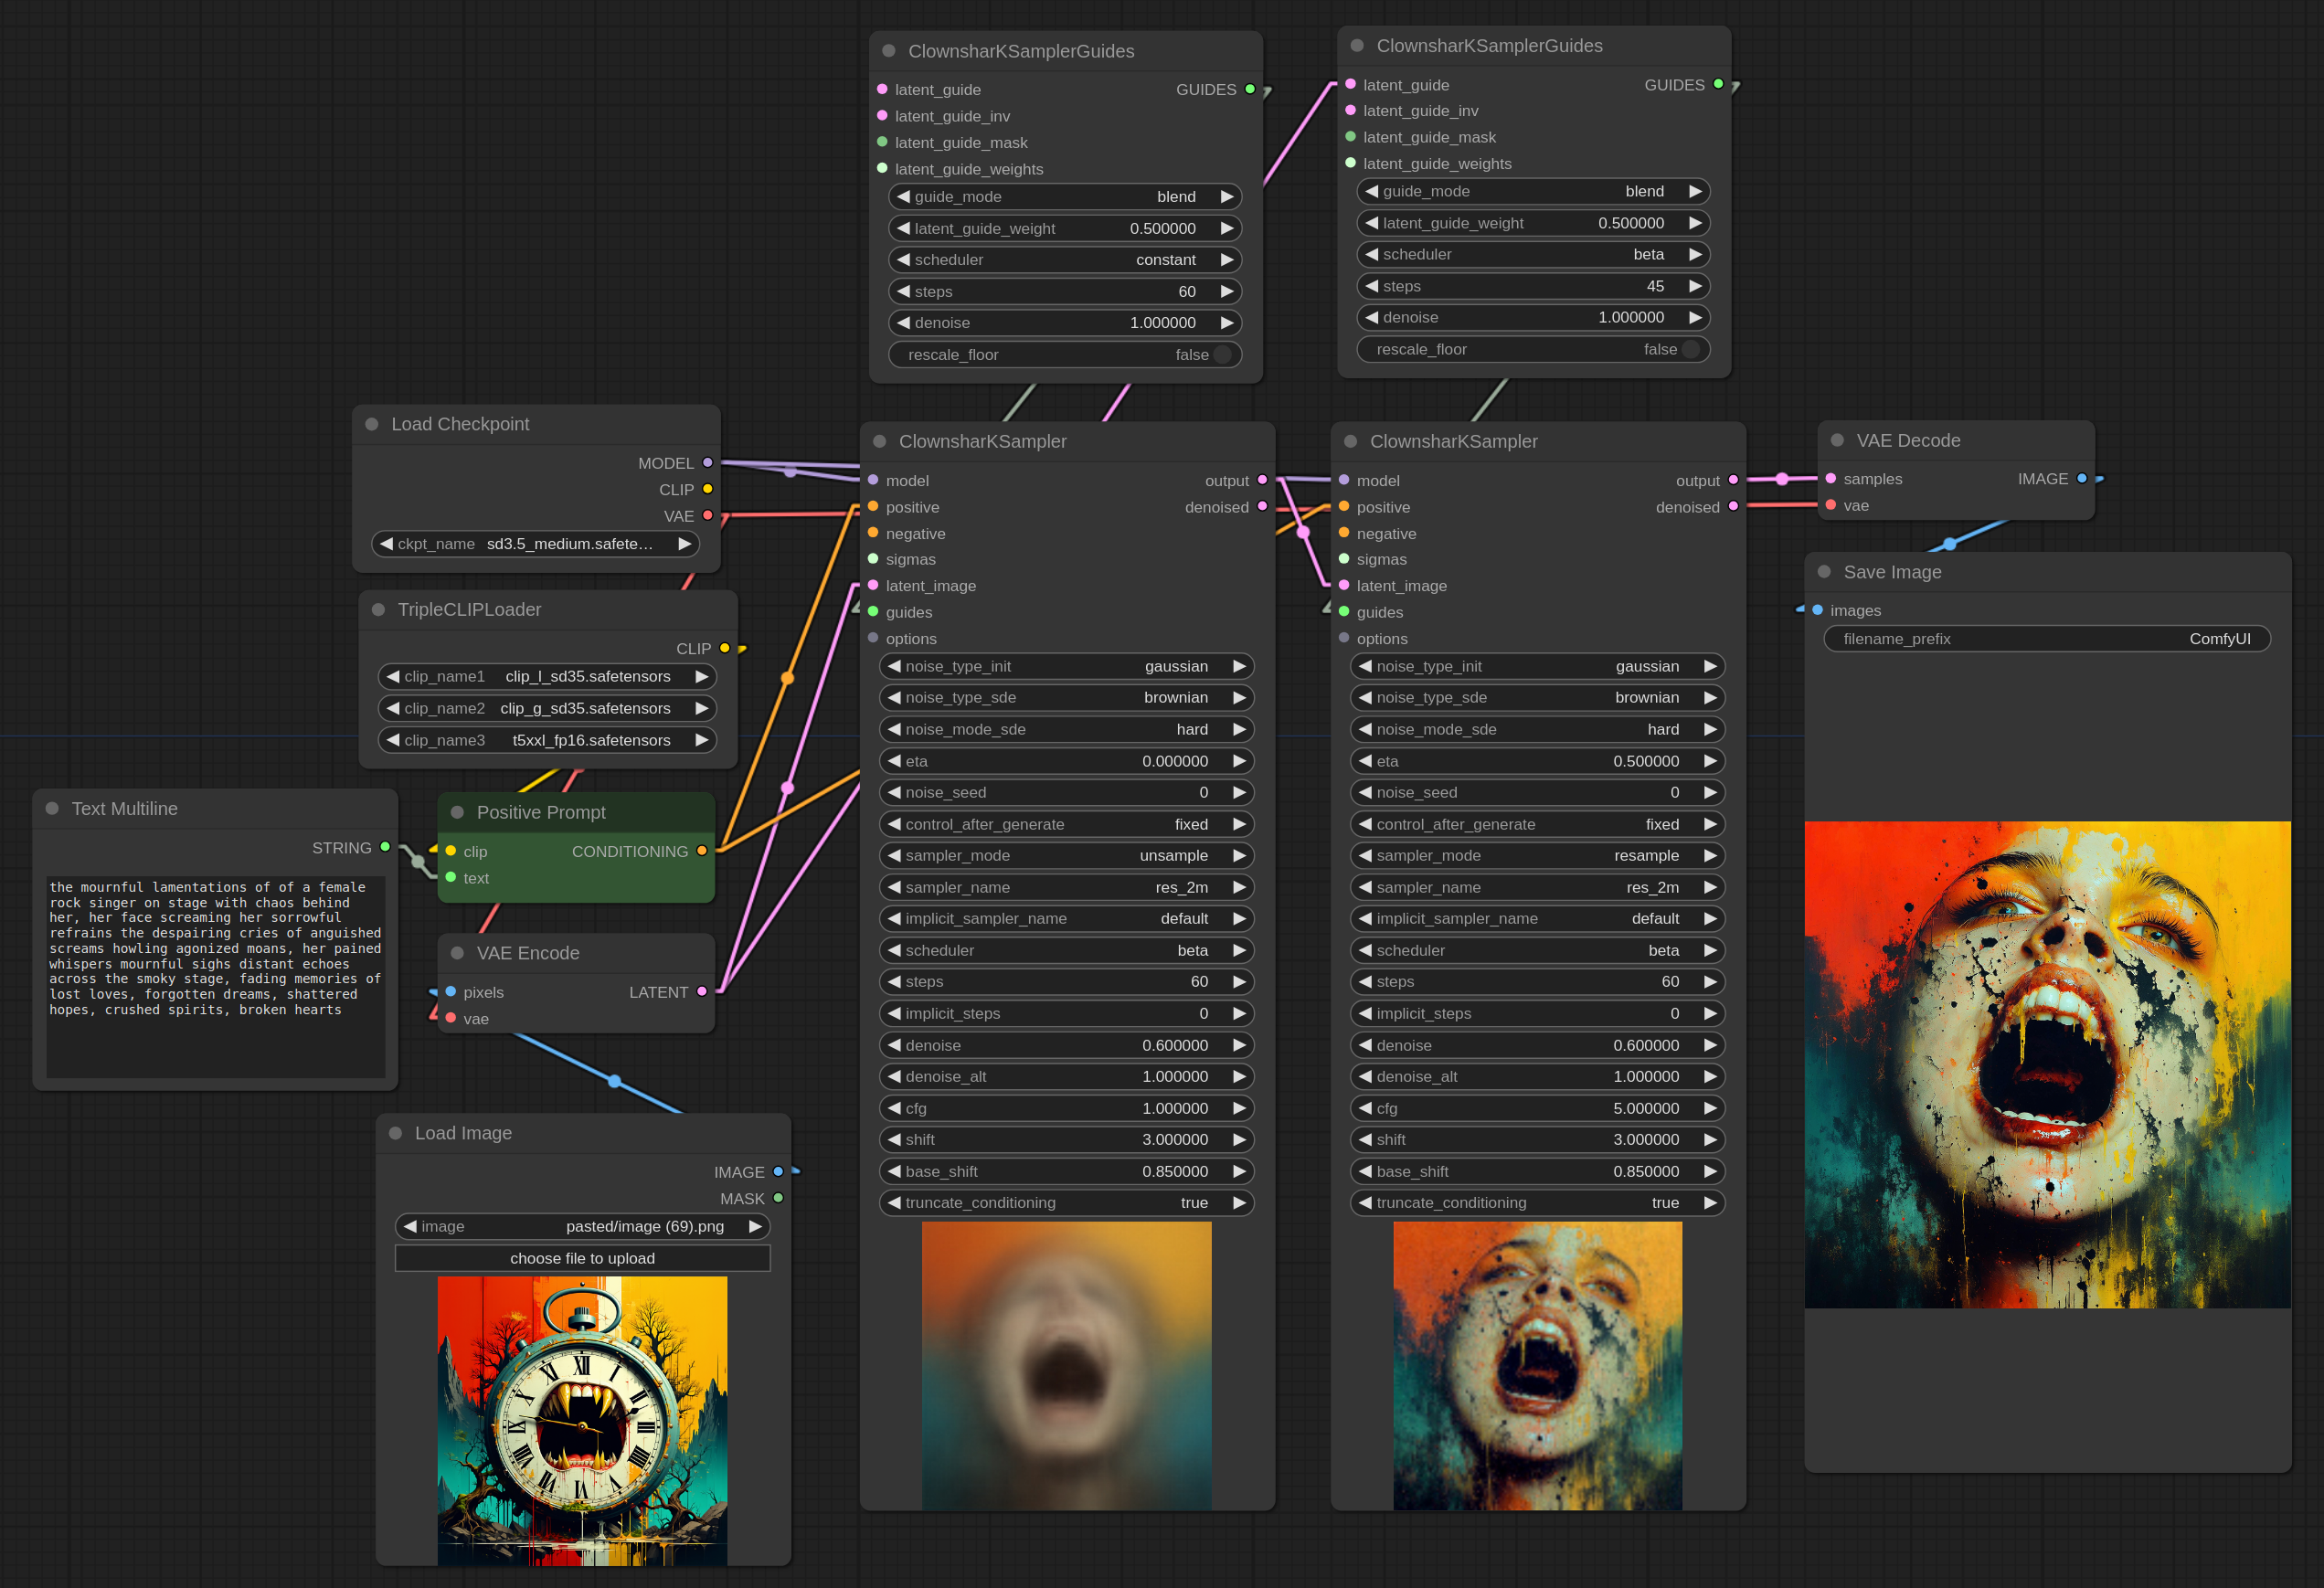 ClownsharKSamplerGuides
latent_guide GUIDES
latent_guide_inv
latent_guide_mask
latent_guide_weights
guide_mode blend
latent_guide_weight 0.500000
scheduler constant
steps 60
denoise 1.000000
rescale_floor false
ClownsharKSamplerGuides
latent_guide GUIDES
latent_guide_inv
latent_guide_mask
latent_guide_weights
guide_mode blend
latent_guide_weight 0.500000
scheduler beta
steps 45
denoise 1.000000
rescale_floor false
Load Checkpoint
MODEL
CLIP
VAE
ckpt_name sd3.5_medium.safete…
TripleCLIPLoader
CLIP
clip_name1 clip_l_sd35.safetensors
clip_name2 clip_g_sd35.safetensors
clip_name3 t5xxl_fp16.safetensors
Text Multiline
STRING
the mournful lamentations of of a female
rock singer on stage with chaos behind
her, her face screaming her sorrowful
refrains the despairing cries of anguished
screams howling agonized moans, her pained
whispers mournful sighs distant echoes
across the smoky stage, fading memories of
lost loves, forgotten dreams, shattered
hopes, crushed spirits, broken hearts
Positive Prompt
clip CONDITIONING
text
VAE Encode
pixels LATENT
vae
Load Image
IMAGE
MASK
image pasted/image (69).png
choose file to upload
XII
I
III
VI
IX
X
XI
ClownsharKSampler
model output
positive denoised
negative
sigmas
latent_image
guides
options
noise_type_init gaussian
noise_type_sde brownian
noise_mode_sde hard
eta 0.000000
noise_seed 0
control_after_generate fixed
sampler_mode unsample
sampler_name res_2m
implicit_sampler_name default
scheduler beta
steps 60
implicit_steps 0
denoise 0.600000
denoise_alt 1.000000
cfg 1.000000
shift 3.000000
base_shift 0.850000
truncate_conditioning true
ClownsharKSampler
model output
positive denoised
negative
sigmas
latent_image
guides
options
noise_type_init gaussian
noise_type_sde brownian
noise_mode_sde hard
eta 0.500000
noise_seed 0
control_after_generate fixed
sampler_mode resample
sampler_name res_2m
implicit_sampler_name default
scheduler beta
steps 60
implicit_steps 0
denoise 0.600000
denoise_alt 1.000000
cfg 5.000000
shift 3.000000
base_shift 0.850000
truncate_conditioning true
VAE Decode
samples IMAGE
vae
Save Image
images
filename_prefix ComfyUI